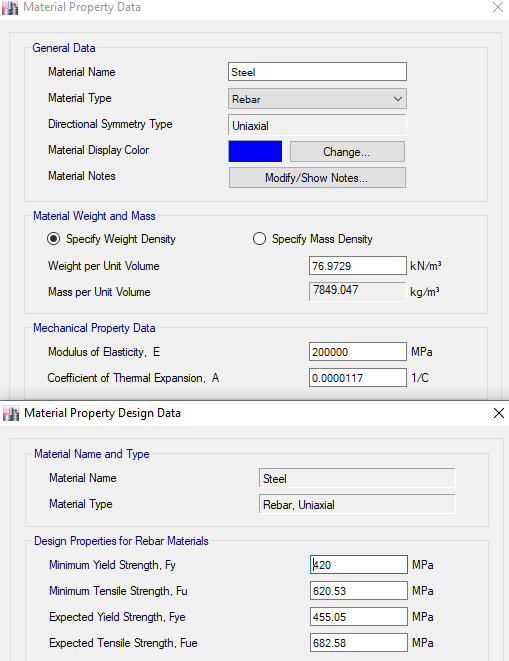 Material Property Data
General Data
Material Name Steel
Material Type Rebar
Directional Symmetry Type Uniaxial
Material Display Color Change...
Material Notes Modify/Show Notes...
Material Weight and Mass
Specify Weight Density Specify Mass Density
Weight per Unit Volume 76.9729 kN/m³
Mass per Unit Volume 7849.047 kg/m³
Mechanical Property Data
Modulus of Elasticity, E 200000 MPa
Coefficient of Thermal Expansion, A 0.0000117 1/C
Material Property Design Data
Material Name and Type
Material Name Steel
Material Type Rebar, Uniaxial
Design Properties for Rebar Materials
Minimum Yield Strength, Fy 420 MPa
Minimum Tensile Strength, Fu 620.53 MPa
Expected Yield Strength, Fye 455.05 MPa
Expected Tensile Strength, Fue 682.58 MPa